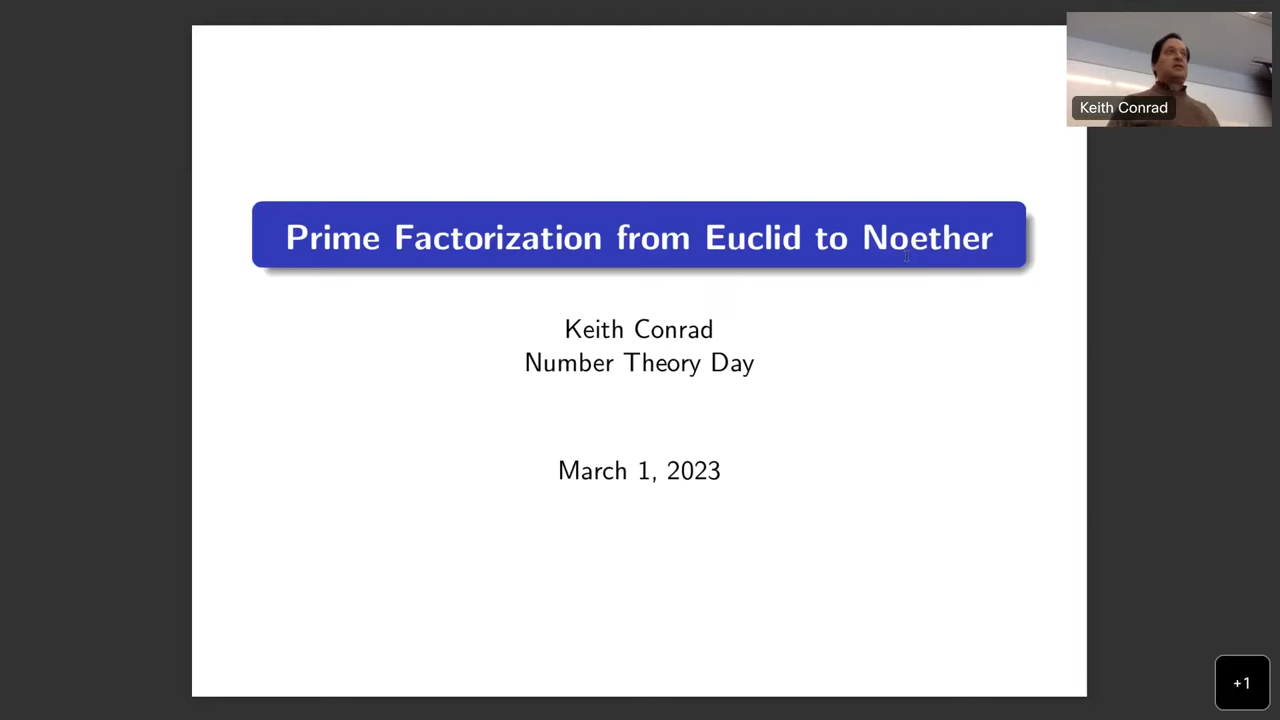 Keith Conrad
Prime Factorization from Euclid to Noether
Keith Conrad
Number Theory Day
March 1, 2023
+1